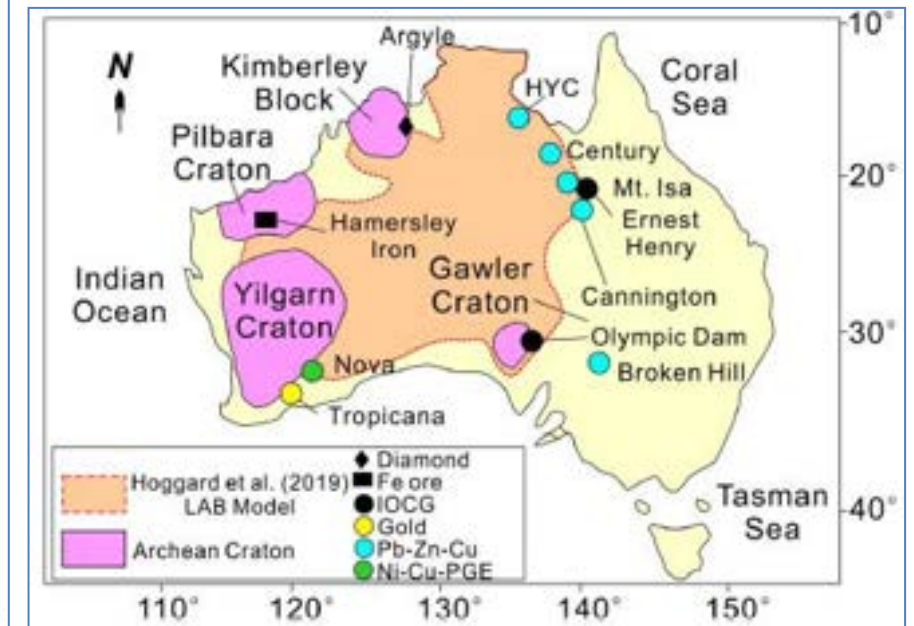 10°
Argyle
N
Kimberley
Block
HYC
Coral
Sea
Pilbara
Craton
Century
20°
Mt. Isa
Hamersley
Iron
Ernest
Henry
Indian
Ocean
Yilgarn
Craton
Gawler
Craton
Cannington
30°
Olympic Dam
Nova
Broken Hill
Tropicana
Hoggard et al. (2019)
LAB Model
Archean Craton
Diamond
Fe ore
IOCG
Gold
Pb-Zn-Cu
Ni-Cu-PGE
Tasman
Sea
40°
110°
120°
130°
140°
150°